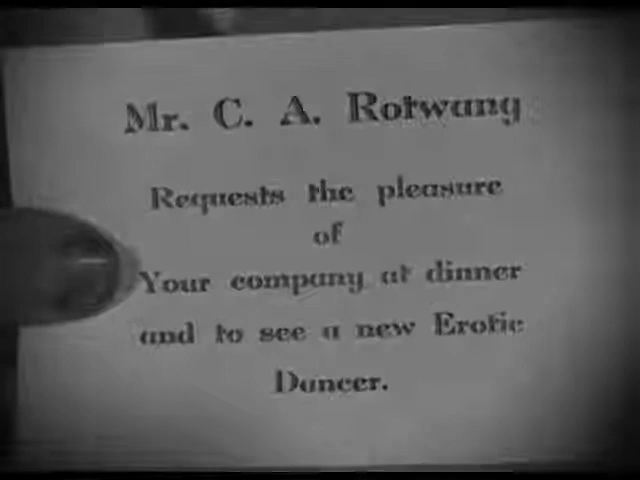 Mr. C. A. Rotwang
Requests the pleasure
of
Your company at dinner
and to see a new Erotic
Dancer.